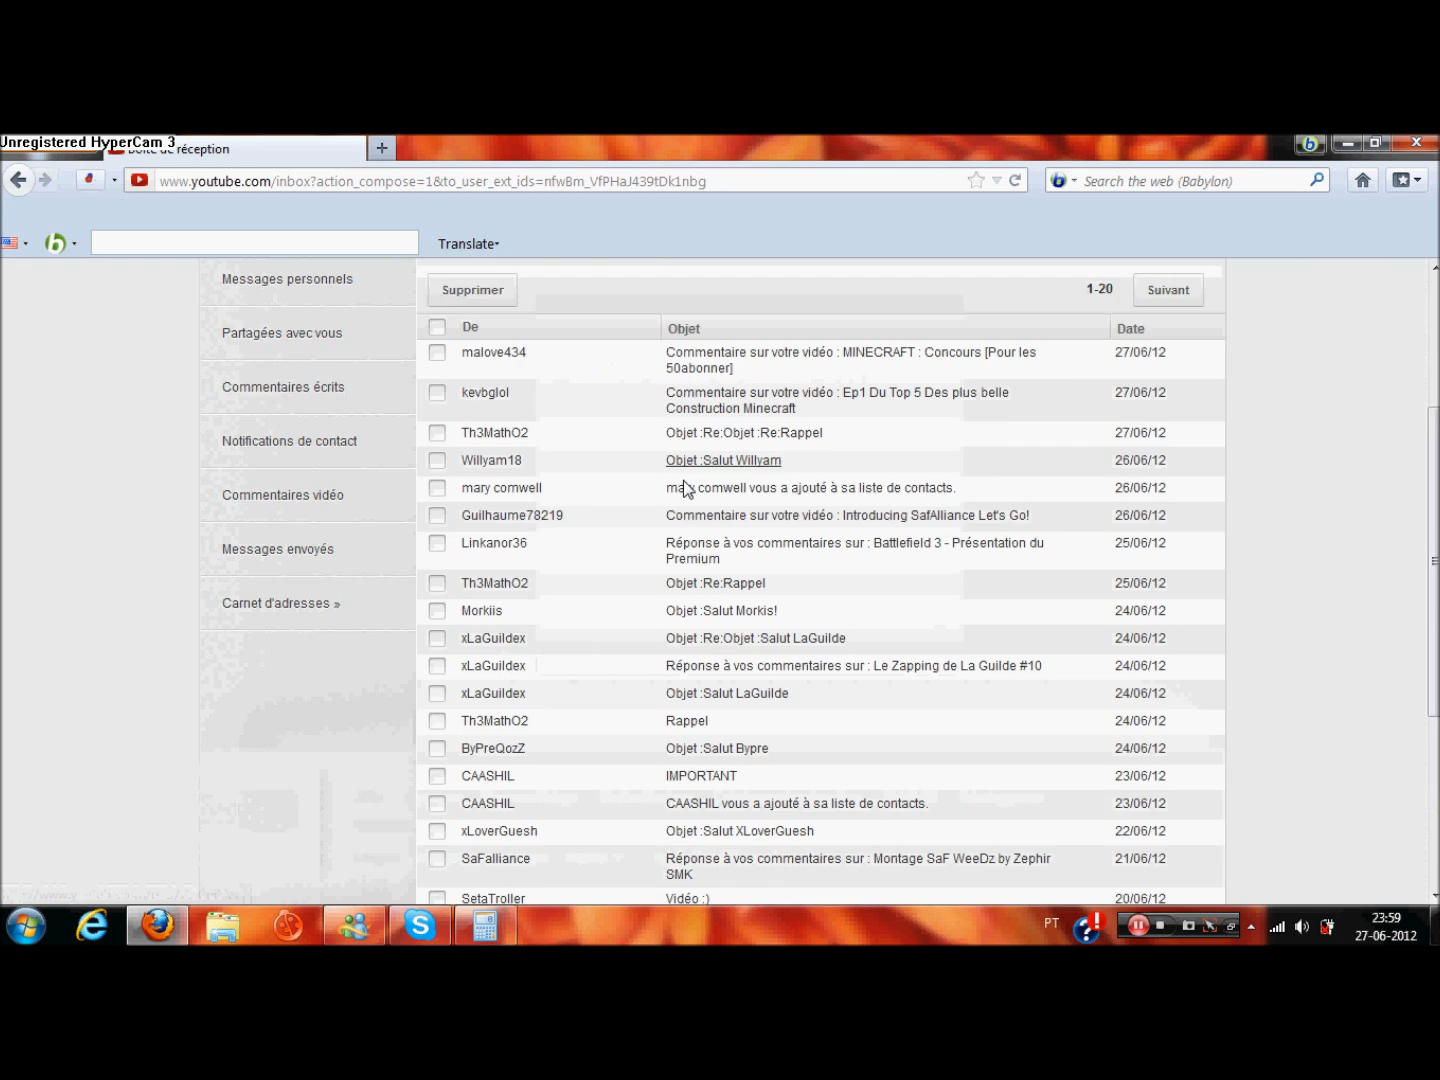 Unregistered HyperCam 3
Boîte de réception
www.youtube.com/inbox?action_compose=1&to_user_ext_ids=nfwBm_VfPHaJ439tDk1nbg
Search the web (Babylon)
Translate
Messages personnels
Supprimer
1-20
Suivant
Partagées avec vous
De
Objet
Date
malove434
Commentaire sur votre vidéo : MINECRAFT : Concours [Pour les
50abonner]
27/06/12
Commentaires écrits
kevbglol
Commentaire sur votre vidéo : Ep1 Du Top 5 Des plus belle
Construction Minecraft
27/06/12
Notifications de contact
Th3MathO2
Objet :Re:Objet :Re:Rappel
27/06/12
Willyam18
Objet :Salut Willyam
26/06/12
Commentaires vidéo
mary comwell
mary comwell vous a ajouté à sa liste de contacts.
26/06/12
Guilhaume78219
Commentaire sur votre vidéo : Introducing SafAlliance Let's Go!
26/06/12
Messages envoyés
Linkanor36
Réponse à vos commentaires sur : Battlefield 3 - Présentation du
Premium
25/06/12
Th3MathO2
Objet :Re:Rappel
25/06/12
Carnet d'adresses »
Morkiis
Objet :Salut Morkis!
24/06/12
xLaGuildex
Objet :Re:Objet :Salut LaGuilde
24/06/12
xLaGuildex
Réponse à vos commentaires sur : Le Zapping de La Guilde #10
24/06/12
xLaGuildex
Objet :Salut LaGuilde
24/06/12
Th3MathO2
Rappel
24/06/12
ByPreQozZ
Objet :Salut Bypre
24/06/12
CAASHIL
IMPORTANT
23/06/12
CAASHIL
CAASHIL vous a ajouté à sa liste de contacts.
23/06/12
xLoverGuesh
Objet :Salut XLoverGuesh
22/06/12
SaFalliance
Réponse à vos commentaires sur : Montage SaF WeeDz by Zephir
SMK
21/06/12
SetaTroller
Vidéo :)
20/06/12
PT
23:59
27-06-2012